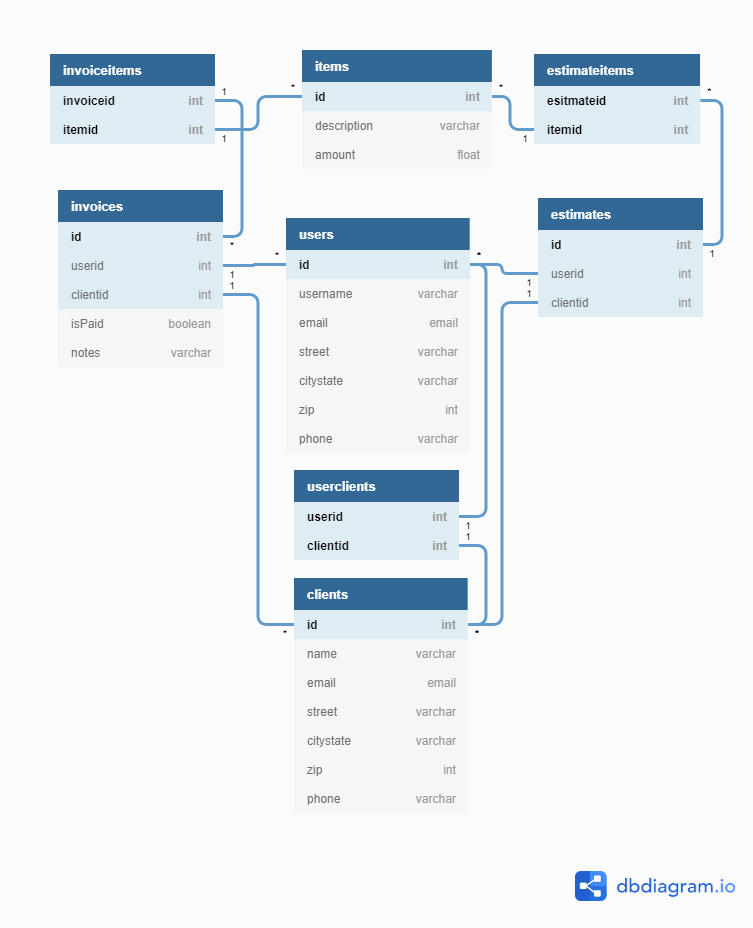 invoiceitems
invoiceid int
itemid int
items
id int
description varchar
amount float
estimateitems
esitmateid int
itemid int
1
1
*
*
1
*
invoices
id int
userid int
clientid int
isPaid boolean
notes varchar
*
1
1
users
id int
username varchar
email email
street varchar
citystate varchar
zip int
phone varchar
*
*
estimates
id int
userid int
clientid int
1
1
1
userclients
userid int
clientid int
1
1
clients
id int
name varchar
email email
street varchar
citystate varchar
zip int
phone varchar
*
*
dbdiagram.io